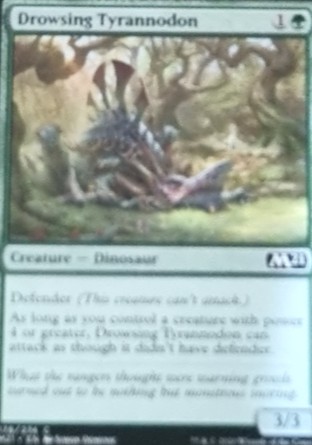 Drowsing Tyrannodon 1
Creature — Dinosaur M21
Defender (This creature can't attack.)
As long as you control a creature with power
4 or greater, Drowsing Tyrannodon can
attack as though it didn't have defender.
What the rangers thought were warning growls
turned out to be nothing but monstrous snoring.
3/3